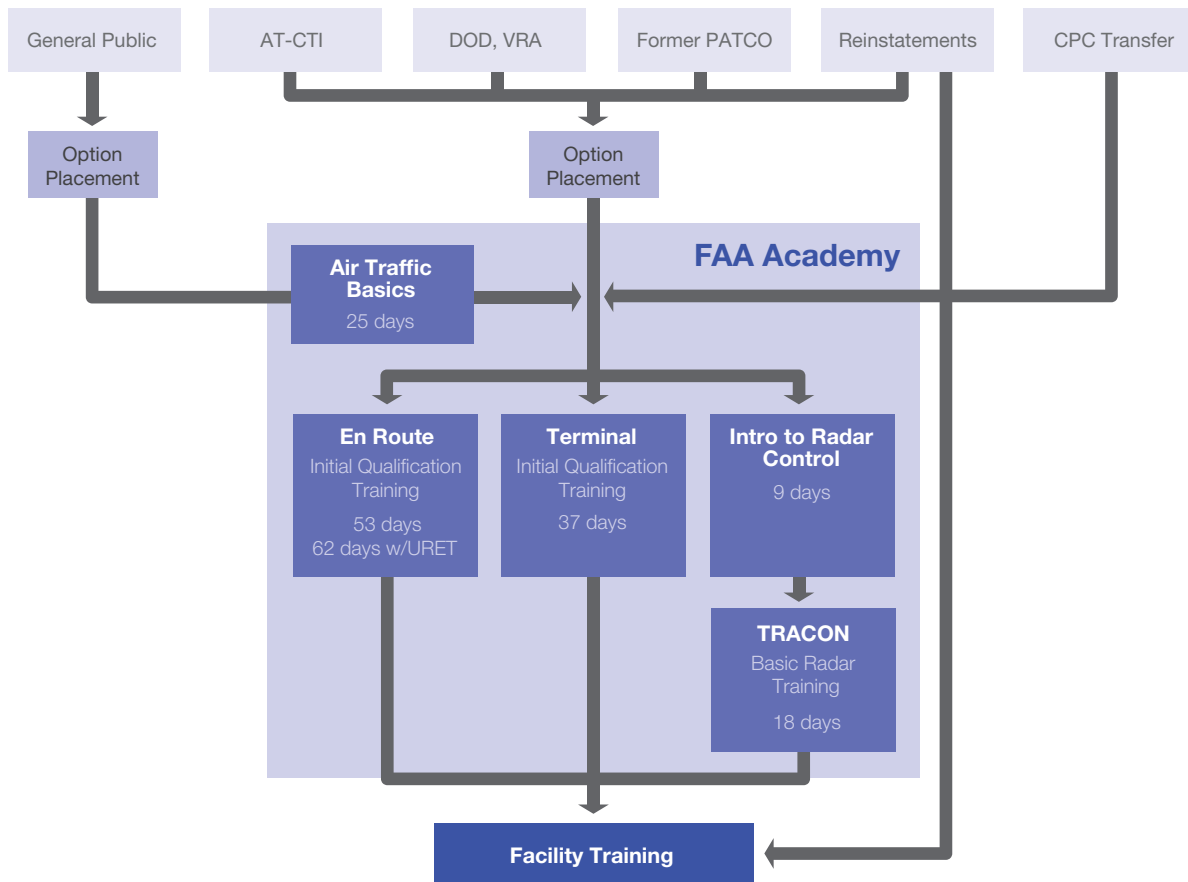 General Public
AT-CTI
DOD, VRA
Former PATCO
Reinstatements
CPC Transfer
Option
Placement
Option
Placement
FAA Academy
Air Traffic
Basics
25 days
En Route
Initial Qualification
Training
53 days
62 days w/URET
Terminal
Initial Qualification
Training
37 days
Intro to Radar
Control
9 days
TRACON
Basic Radar
Training
18 days
Facility Training